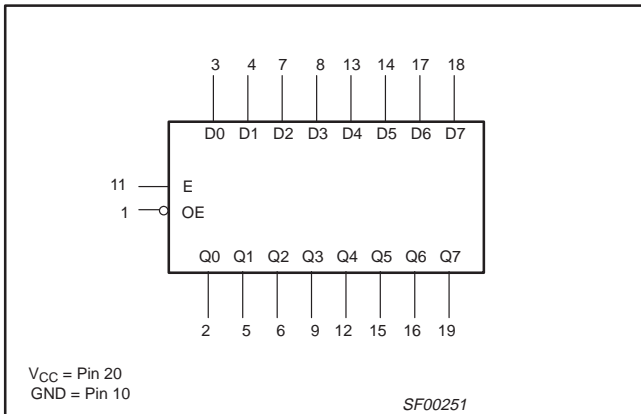 3 4 7 8 13 14 17 18
D0 D1 D2 D3 D4 D5 D6 D7
11 E
1 OE
Q0 Q1 Q2 Q3 Q4 Q5 Q6 Q7
2 5 6 9 12 15 16 19
VCC = Pin 20
GND = Pin 10
SF00251